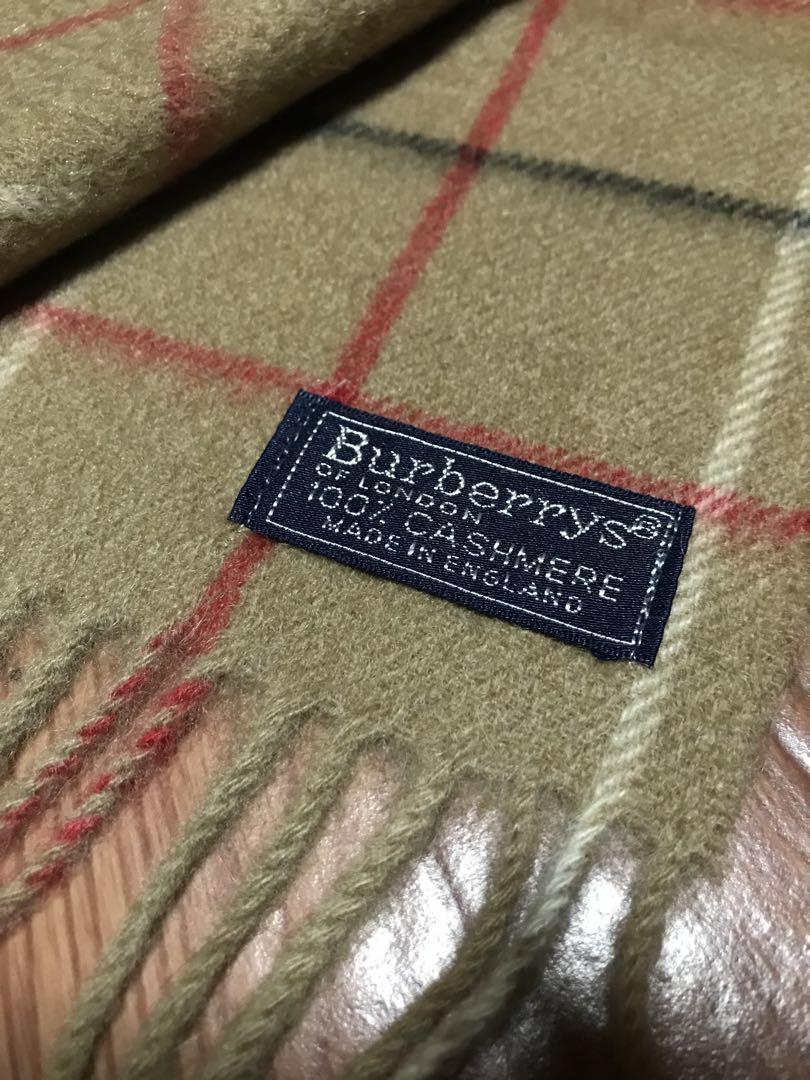 Burberrys®
OF LONDON
100% CASHMERE
MADE IN ENGLAND